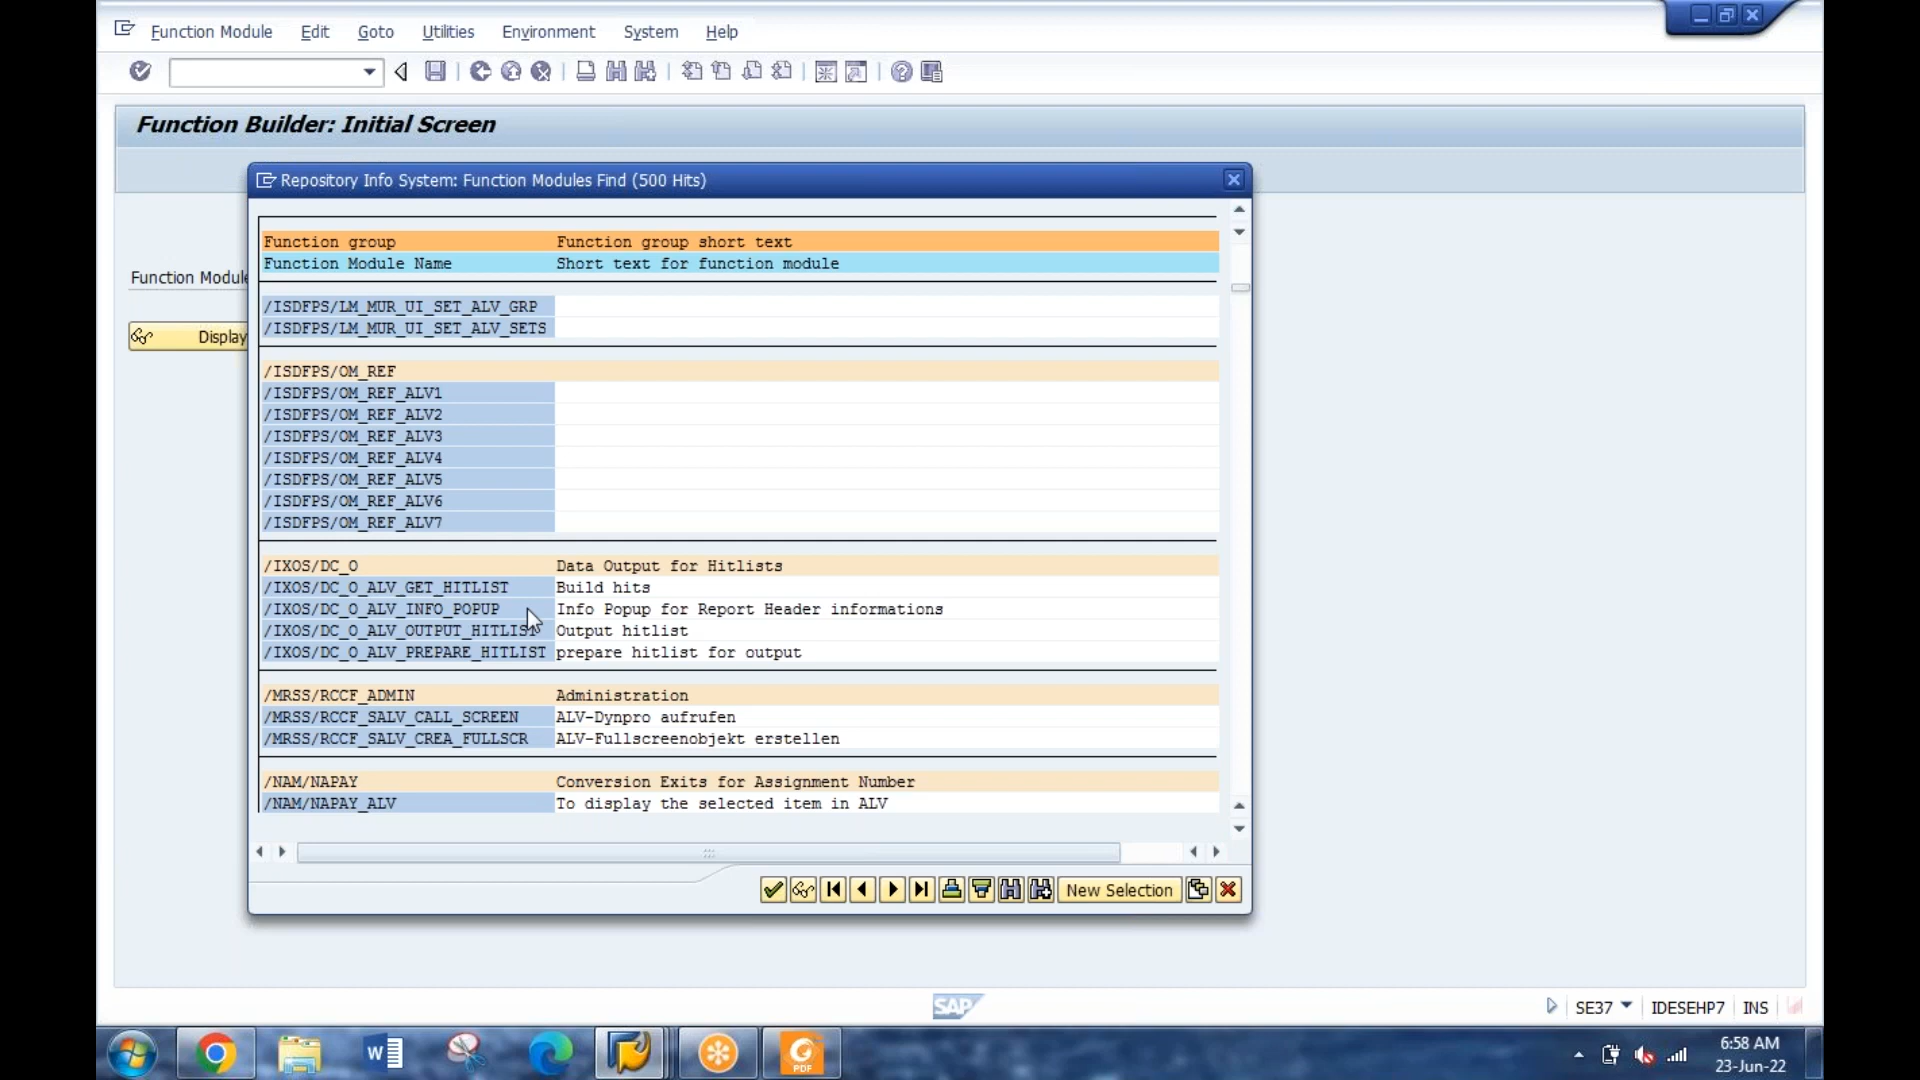 Function Module Edit Goto Utilities Environment System Help
Function Builder: Initial Screen
Repository Info System: Function Modules Find (500 Hits)
Function group Function group short text
Function Module Name Short text for function module
Function Module
/ISDFPS/LM_MUR_UI_SET_ALV_GRP
/ISDFPS/LM_MUR_UI_SET_ALV_SETS
Display
/ISDFPS/OM_REF
/ISDFPS/OM_REF_ALV1
/ISDFPS/OM_REF_ALV2
/ISDFPS/OM_REF_ALV3
/ISDFPS/OM_REF_ALV4
/ISDFPS/OM_REF_ALV5
/ISDFPS/OM_REF_ALV6
/ISDFPS/OM_REF_ALV7
/IXOS/DC_O Data Output for Hitlists
/IXOS/DC_O_ALV_GET_HITLIST Build hits
/IXOS/DC_O_ALV_INFO_POPUP Info Popup for Report Header informations
/IXOS/DC_O_ALV_OUTPUT_HITLIST Output hitlist
/IXOS/DC_O_ALV_PREPARE_HITLIST prepare hitlist for output
/MRSS/RCCF_ADMIN Administration
/MRSS/RCCF_SALV_CALL_SCREEN ALV-Dynpro aufrufen
/MRSS/RCCF_SALV_CREA_FULLSCR ALV-Fullscreenobjekt erstellen
/NAM/NAPAY Conversion Exits for Assignment Number
/NAM/NAPAY_ALV To display the selected item in ALV
New Selection
SAP
SE37 IDESEHP7 INS
W
PDF
6:58 AM
23-Jun-22